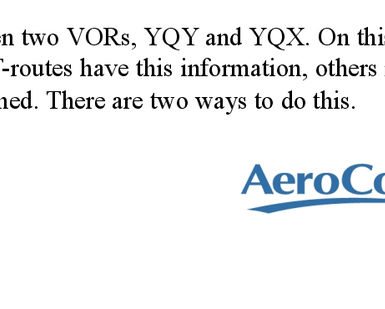 en two VORs, YQY and YQX. On this
T-routes have this information, others
ned. There are two ways to do this.
AeroCo